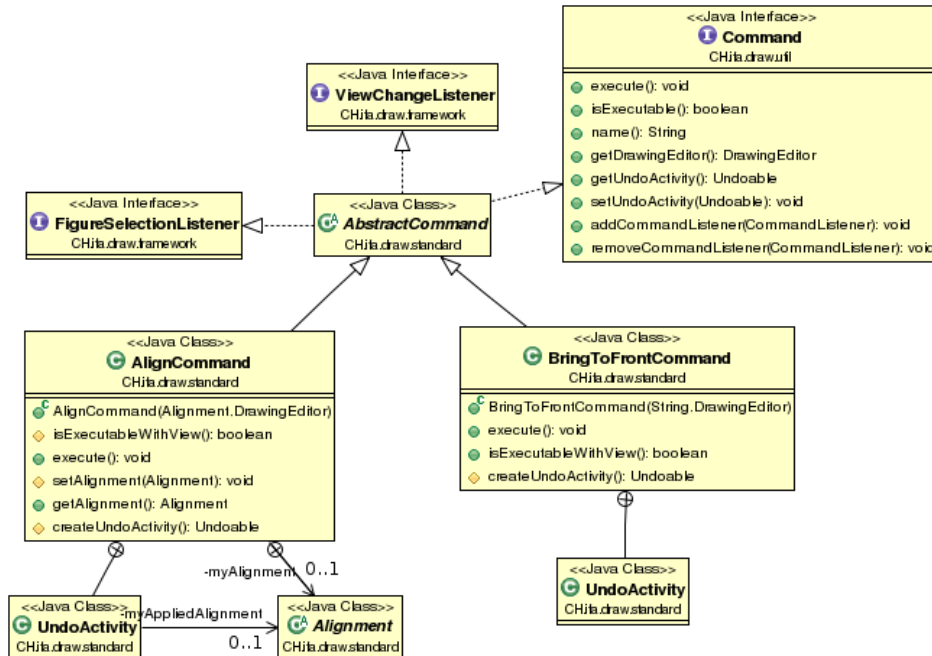 <<Java Interface>>
I Command
CH.ifa.draw.util
execute(): void
isExecutable(): boolean
name(): String
getDrawingEditor(): DrawingEditor
getUndoActivity(): Undoable
setUndoActivity(Undoable): void
addCommandListener(CommandListener): void
removeCommandListener(CommandListener): void
<<Java Interface>>
I ViewChangeListener
CH.ifa.draw.framework
<<Java Interface>>
I FigureSelectionListener
CH.ifa.draw.framework
<<Java Class>>
C A AbstractCommand
CH.ifa.draw.standard
<<Java Class>>
C AlignCommand
CH.ifa.draw.standard
C AlignCommand(Alignment.DrawingEditor)
isExecutableWithView(): boolean
execute(): void
setAlignment(Alignment): void
getAlignment(): Alignment
createUndoActivity(): Undoable
<<Java Class>>
C BringToFrontCommand
CH.ifa.draw.standard
C BringToFrontCommand(String.DrawingEditor)
execute(): void
isExecutableWithView(): boolean
createUndoActivity(): Undoable
-myAlignment 0..1
<<Java Class>>
C UndoActivity
CH.ifa.draw.standard
-myAppliedAlignment
0..1
<<Java Class>>
C A Alignment
CH.ifa.draw.standard
<<Java Class>>
C UndoActivity
CH.ifa.draw.standard